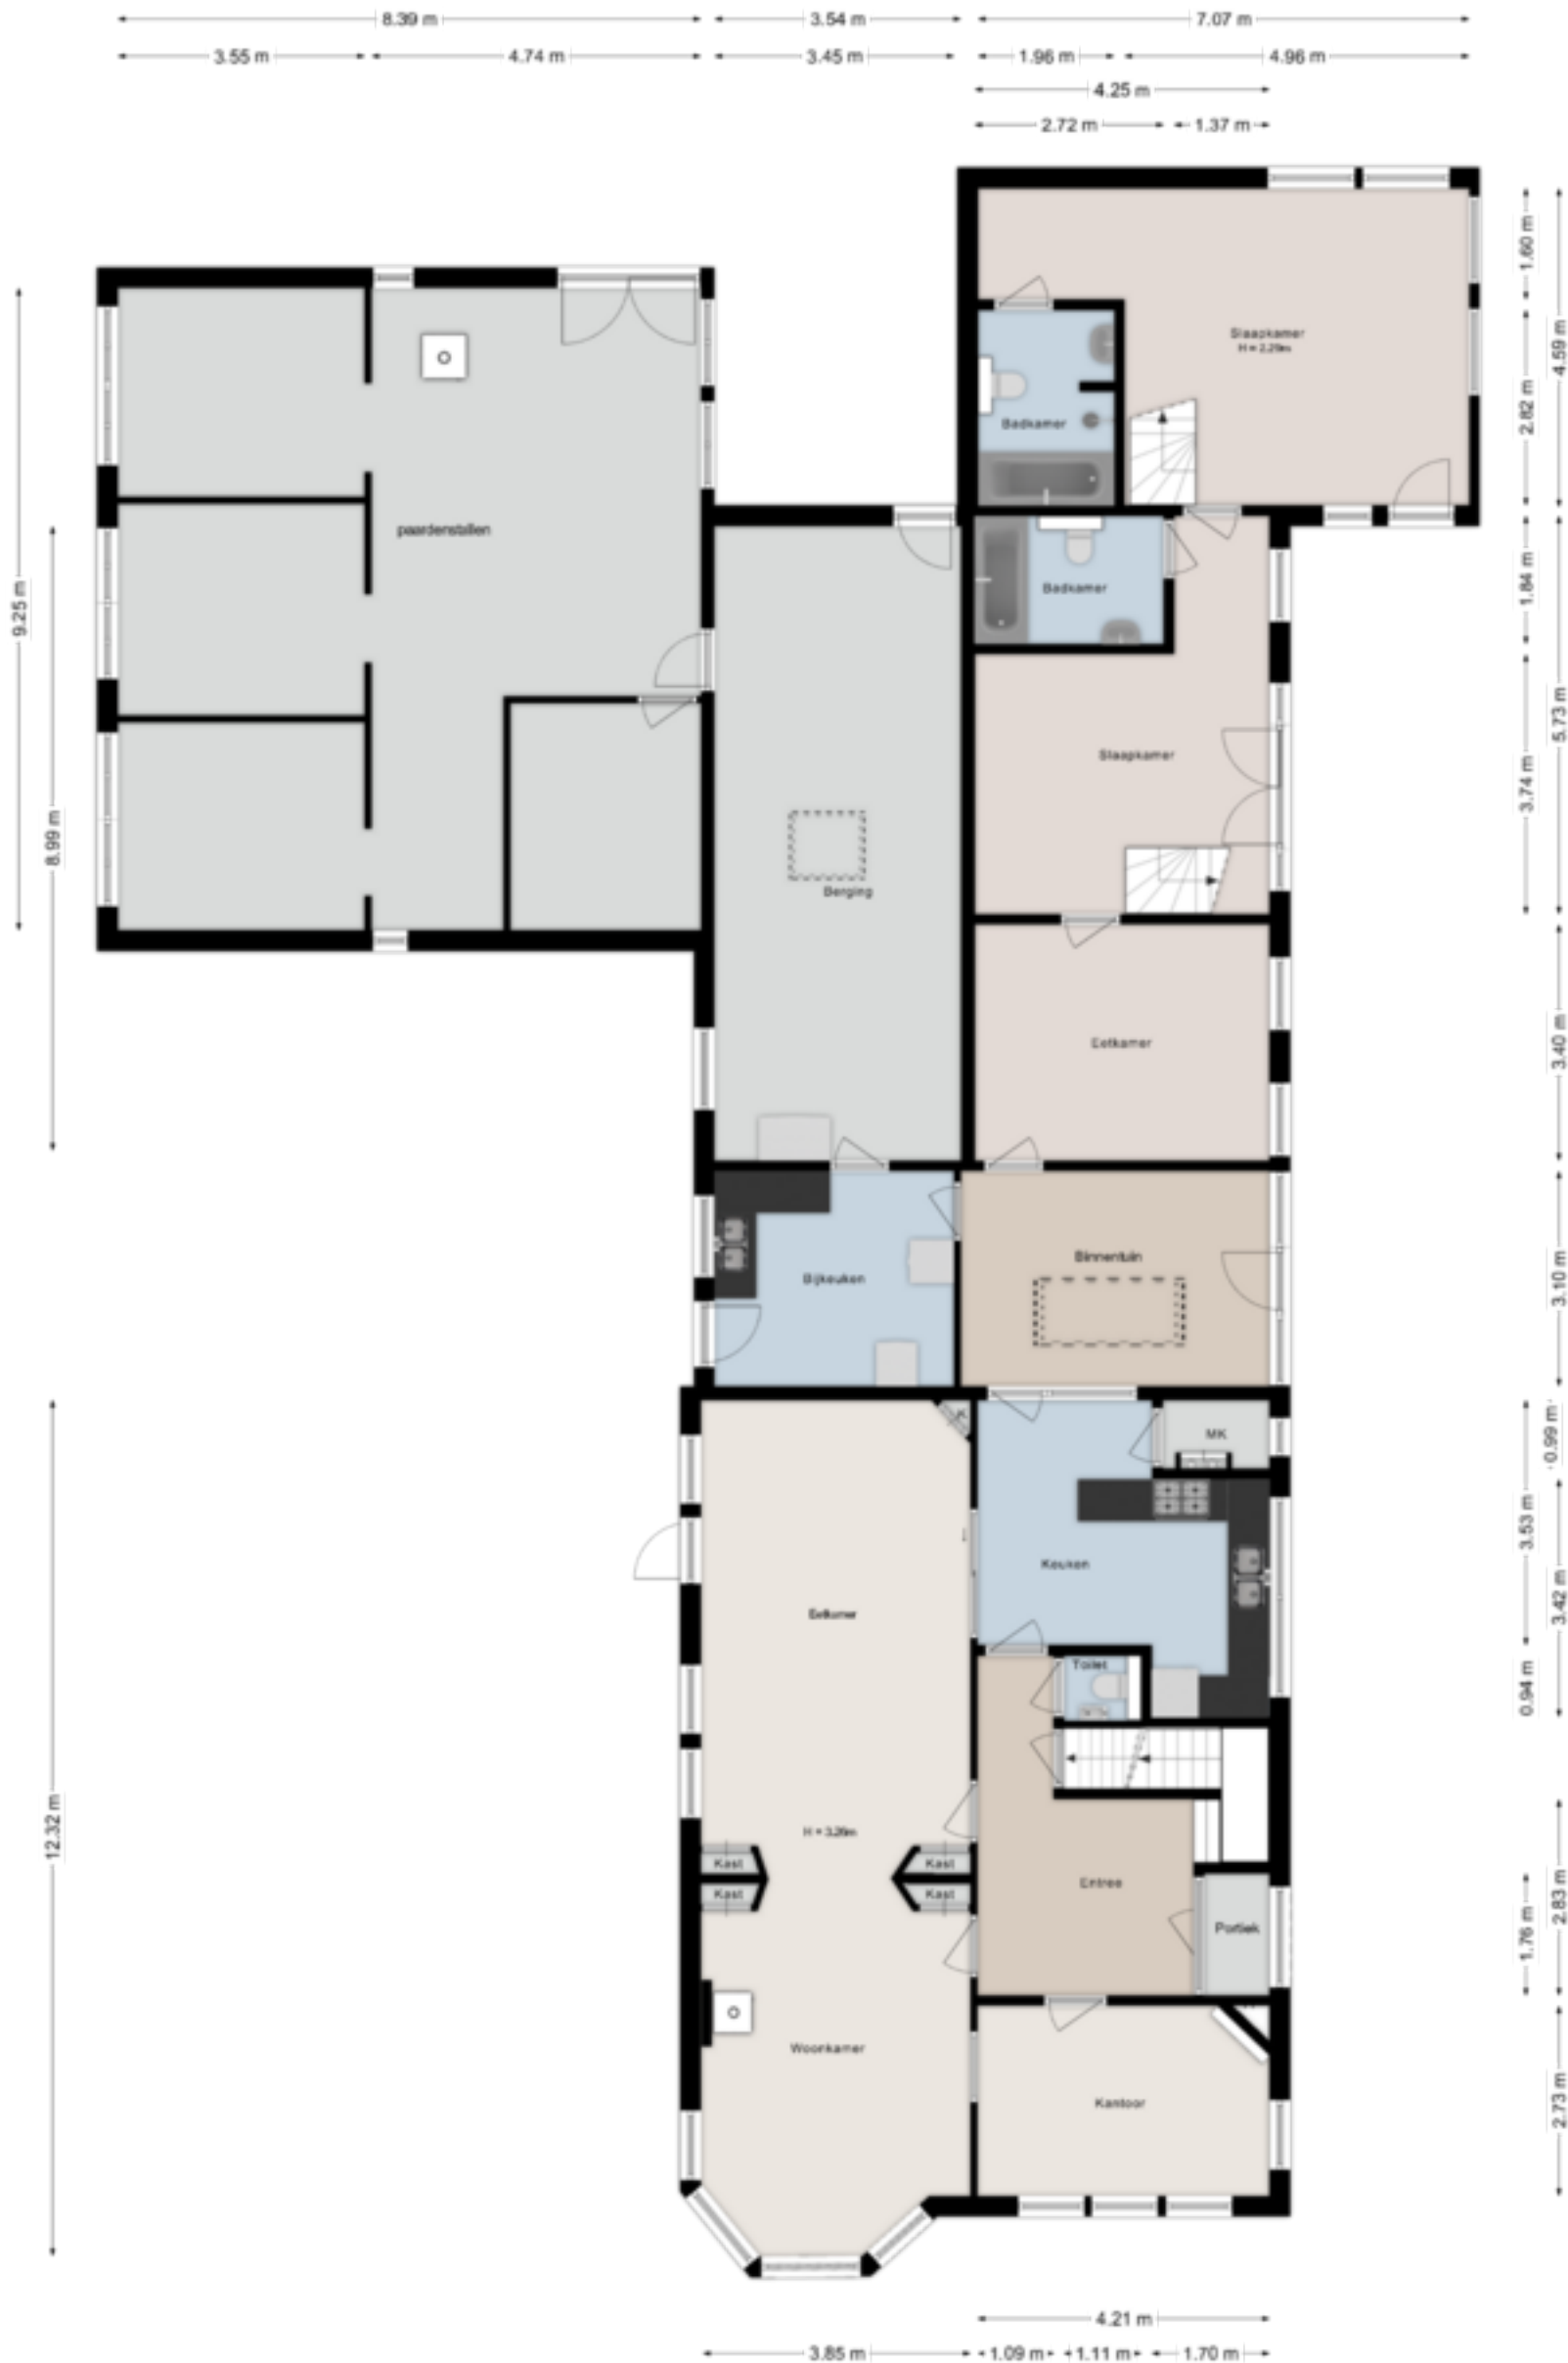 8.39 m
3.54 m
7.07 m
3.55 m
4.74 m
3.45 m
1.96 m
4.96 m
4.25 m
2.72 m
1.37 m
1.60 m
4.59 m
2.82 m
Slaapkamer
H = 2.29m
Badkamer
paardenstallen
9.25 m
Badkamer
1.84 m
5.73 m
Slaapkamer
3.74 m
8.99 m
Berging
Eetkamer
3.40 m
Binnentuin
Bijkeuken
3.10 m
K
MK
0.99 m
3.53 m
Keuken
3.42 m
Eetkamer
Toilet
0.94 m
12.32 m
H = 3.26m
Kast
Kast
Kast
Kast
Entree
2.83 m
1.76 m
Portiek
Woonkamer
Kantoor
2.73 m
4.21 m
3.85 m
1.09 m
1.11 m
1.70 m